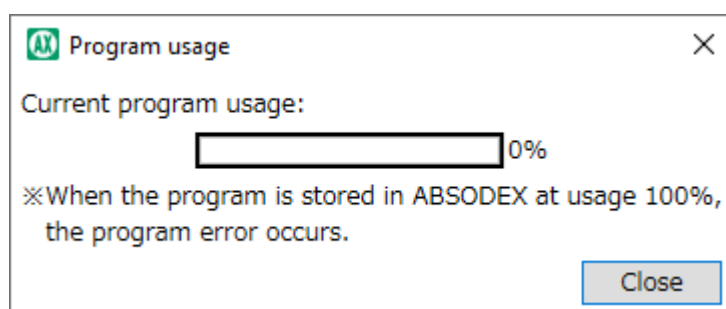 AX Program usage
Current program usage:
0%
※When the program is stored in ABSODEX at usage 100%,
the program error occurs.
Close